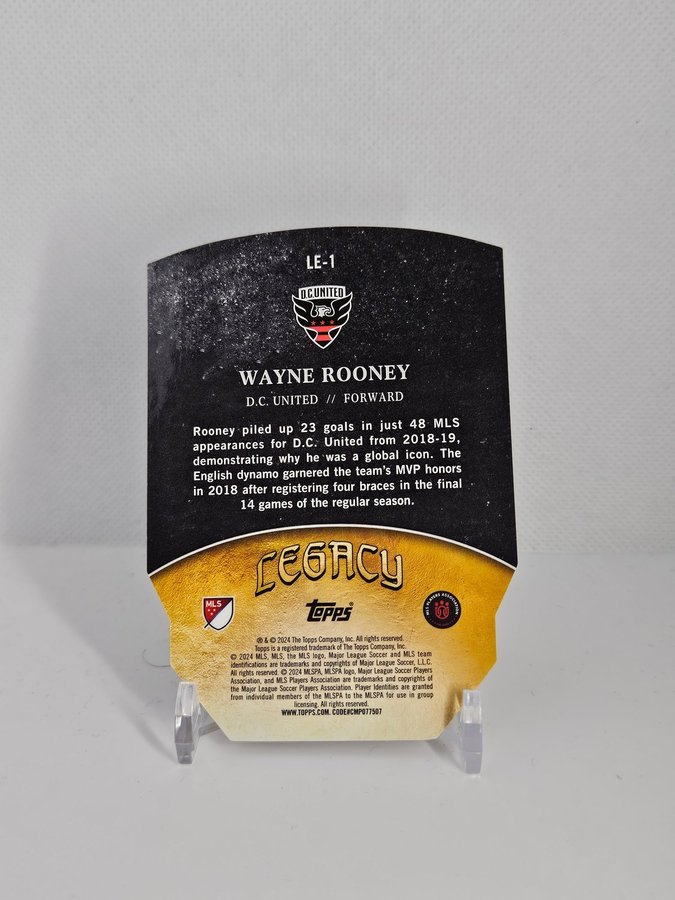 LE-1
D.C.UNITED
WAYNE ROONEY
D.C. UNITED // FORWARD
Rooney piled up 23 goals in just 48 MLS
appearances for D.C. United from 2018-19,
demonstrating why he was a global icon. The
English dynamo garnered the team's MVP honors
in 2018 after registering four braces in the final
14 games of the regular season.
LEGACY
MLS
topps®
MLS PLAYERS ASSOCIATION
® & © 2024 The Topps Company, Inc. All rights reserved.
Topps is a registered trademark of The Topps Company, Inc.
© 2024 MLS, MLS, the MLS logo, Major League Soccer and MLS team
identifications are trademarks and copyrights of Major League Soccer, L.L.C.
All rights reserved. © 2024 MLSPA, MLSPA logo, Major League Soccer Players
Association, and MLS Players Association are trademarks and copyrights of
the Major League Soccer Players Association. Player Identities are granted
from individual members of the MLSPA to the MLSPA for use in group
licensing. All rights reserved.
WWW.TOPPS.COM. CODE#CMP077507